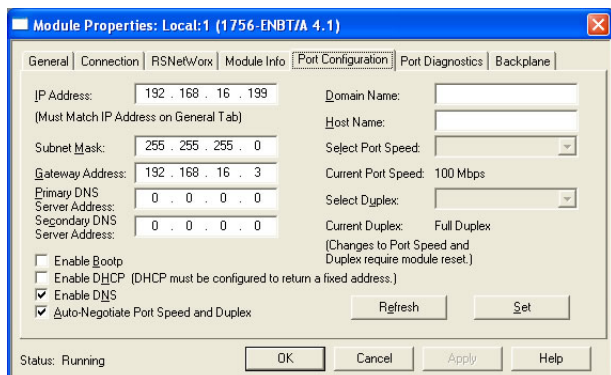 Module Properties: Local:1 (1756-ENBT/A 4.1)
General
Connection
RSNetWorx
Module Info
Port Configuration
Port Diagnostics
Backplane
IP Address: 192 . 168 . 16 . 199
(Must Match IP Address on General Tab)
Subnet Mask: 255 . 255 . 255 . 0
Gateway Address: 192 . 168 . 16 . 3
Primary DNS
Server Address: 0 . 0 . 0 . 0
Secondary DNS
Server Address: 0 . 0 . 0 . 0
Enable Bootp
Enable DHCP (DHCP must be configured to return a fixed address.)
Enable DNS
Auto-Negotiate Port Speed and Duplex
Domain Name:
Host Name:
Select Port Speed:
Current Port Speed: 100 Mbps
Select Duplex:
Current Duplex: Full Duplex
(Changes to Port Speed and
Duplex require module reset.)
Refresh
Set
Status: Running
OK
Cancel
Apply
Help